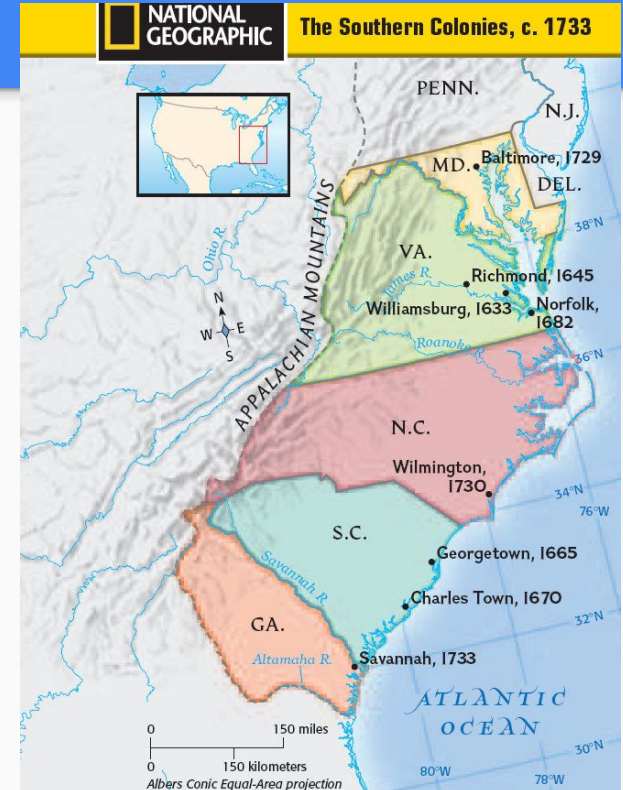 NATIONAL
GEOGRAPHIC
The Southern Colonies, c. 1733
PENN.
N.J.
MD.
Baltimore, 1729
DEL.
38°N
APPALACHIAN MOUNTAINS
Ohio R.
VA.
James R.
Richmond, 1645
Williamsburg, 1633
Norfolk,
1682
N
W E
S
Roanoke
36°N
N.C.
Wilmington,
1730
34°N
76°W
S.C.
Georgetown, 1665
Savannah R.
Charles Town, 1670
GA.
32°N
Altamaha R.
Savannah, 1733
ATLANTIC
OCEAN
0 150 miles
0 150 kilometers
Albers Conic Equal-Area projection
30°N
80°W
78°W